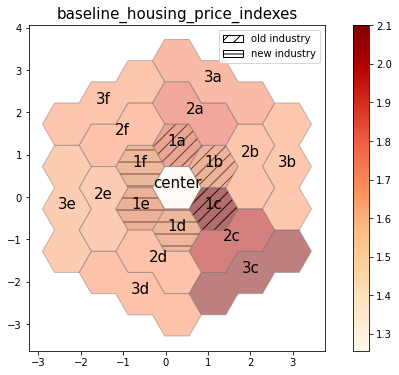 baseline_housing_price_indexes
old industry
new industry
3a
3f
2a
2f
1a
2b
3b
1f
1b
center
2e
3e
1e
1c
1d
2c
2d
3c
3d
4
3
2
1
0
−1
−2
−3
−3
−2
−1
0
1
2
3
2.1
2.0
1.9
1.8
1.7
1.6
1.5
1.4
1.3